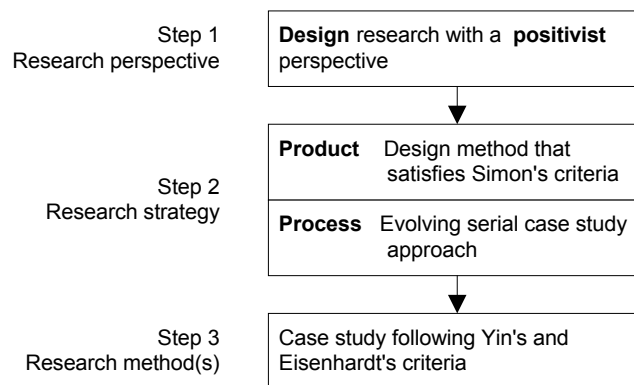 Step 1
Research perspective
Design research with a positivist
perspective
Step 2
Research strategy
Product Design method that
satisfies Simon's criteria
Process Evolving serial case study
approach
Step 3
Research method(s)
Case study following Yin's and
Eisenhardt's criteria